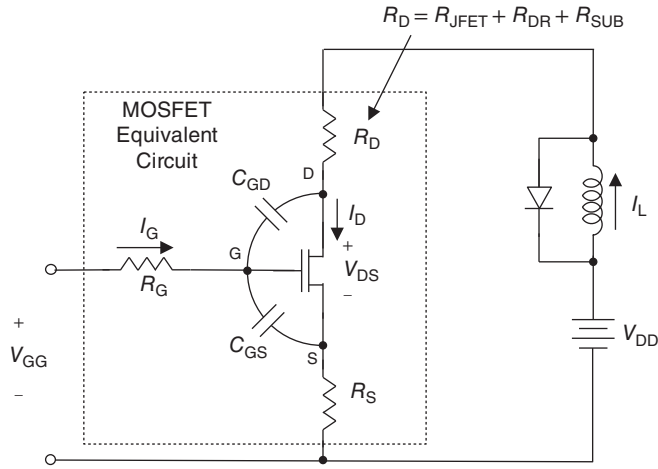 R_D = R_JFET + R_DR + R_SUB
MOSFET
Equivalent
Circuit
R_D
D
C_GD
I_D
I_G
G
+
V_DS
−
R_G
C_GS
S
R_S
+
V_GG
−
I_L
V_DD